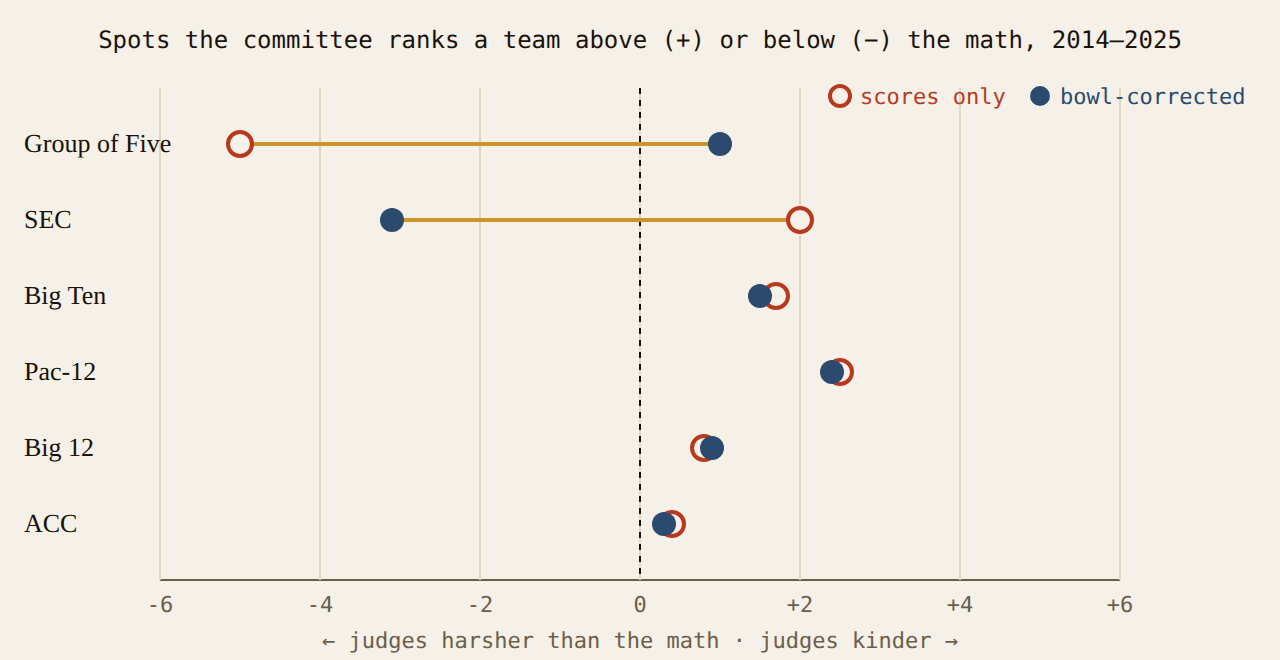 Spots the committee ranks a team above (+) or below (−) the math, 2014–2025
scores only bowl-corrected
Group of Five
SEC
Big Ten
Pac-12
Big 12
ACC
-6 -4 -2 0 +2 +4 +6
← judges harsher than the math · judges kinder →